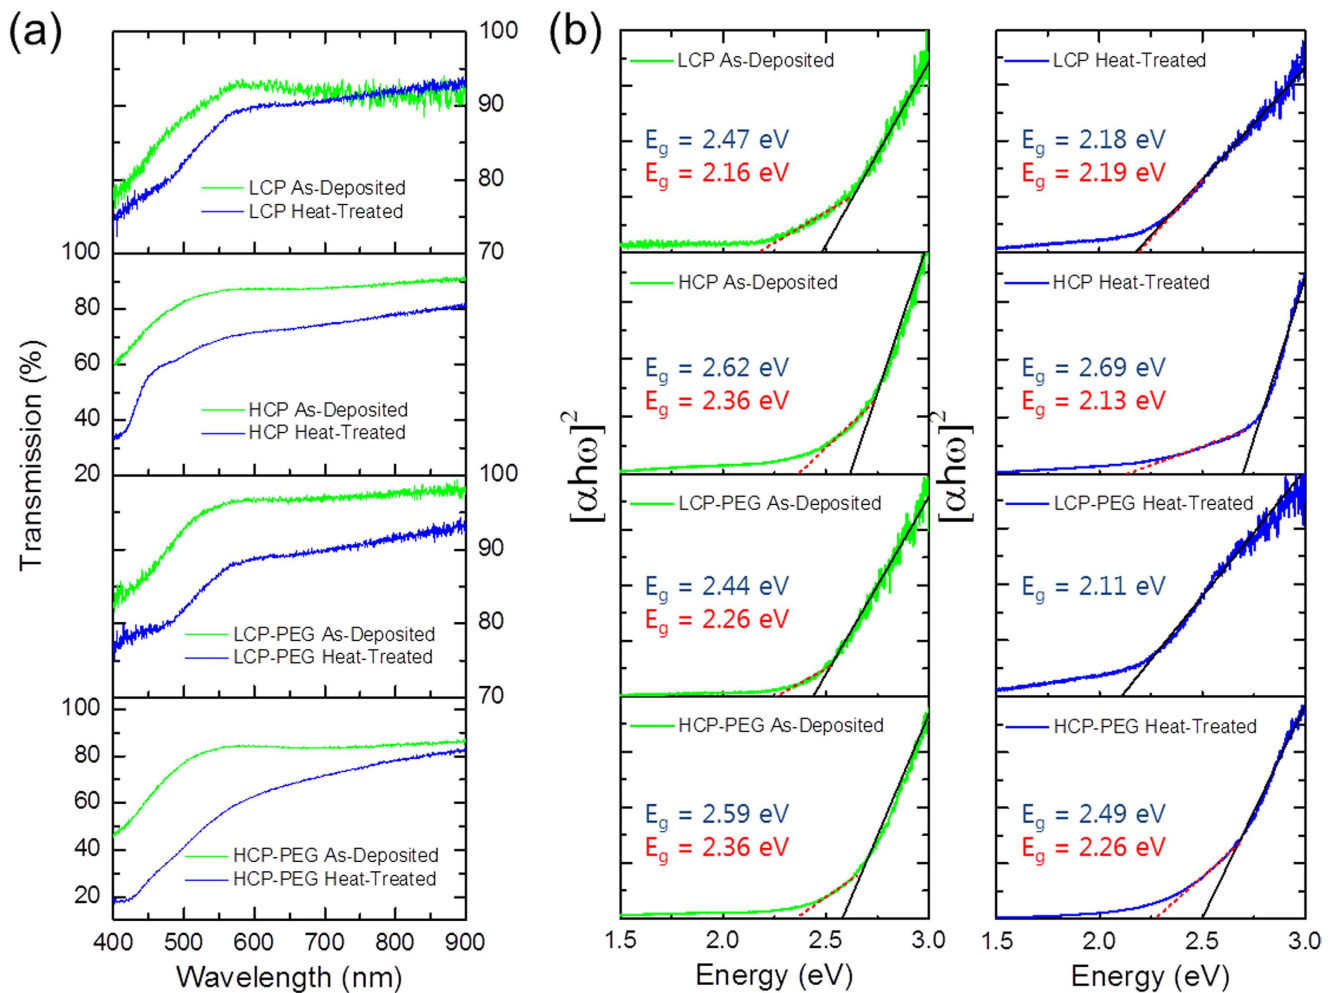 (a)
100
90
80
70
LCP As-Deposited
LCP Heat-Treated
100
80
60
40
20
HCP As-Deposited
HCP Heat-Treated
100
90
80
70
LCP-PEG As-Deposited
LCP-PEG Heat-Treated
100
80
60
40
20
HCP-PEG As-Deposited
HCP-PEG Heat-Treated
400 500 600 700 800 900
Wavelength (nm)
Transmission (%)
(b)
LCP As-Deposited
Eg = 2.47 eV
Eg = 2.16 eV
HCP As-Deposited
Eg = 2.62 eV
Eg = 2.36 eV
LCP-PEG As-Deposited
Eg = 2.44 eV
Eg = 2.26 eV
HCP-PEG As-Deposited
Eg = 2.59 eV
Eg = 2.36 eV
1.5 2.0 2.5 3.0
Energy (eV)
[αħω]²
LCP Heat-Treated
Eg = 2.18 eV
Eg = 2.19 eV
HCP Heat-Treated
Eg = 2.69 eV
Eg = 2.13 eV
LCP-PEG Heat-Treated
Eg = 2.11 eV
HCP-PEG Heat-Treated
Eg = 2.49 eV
Eg = 2.26 eV
1.5 2.0 2.5 3.0
Energy (eV)
[αħω]²